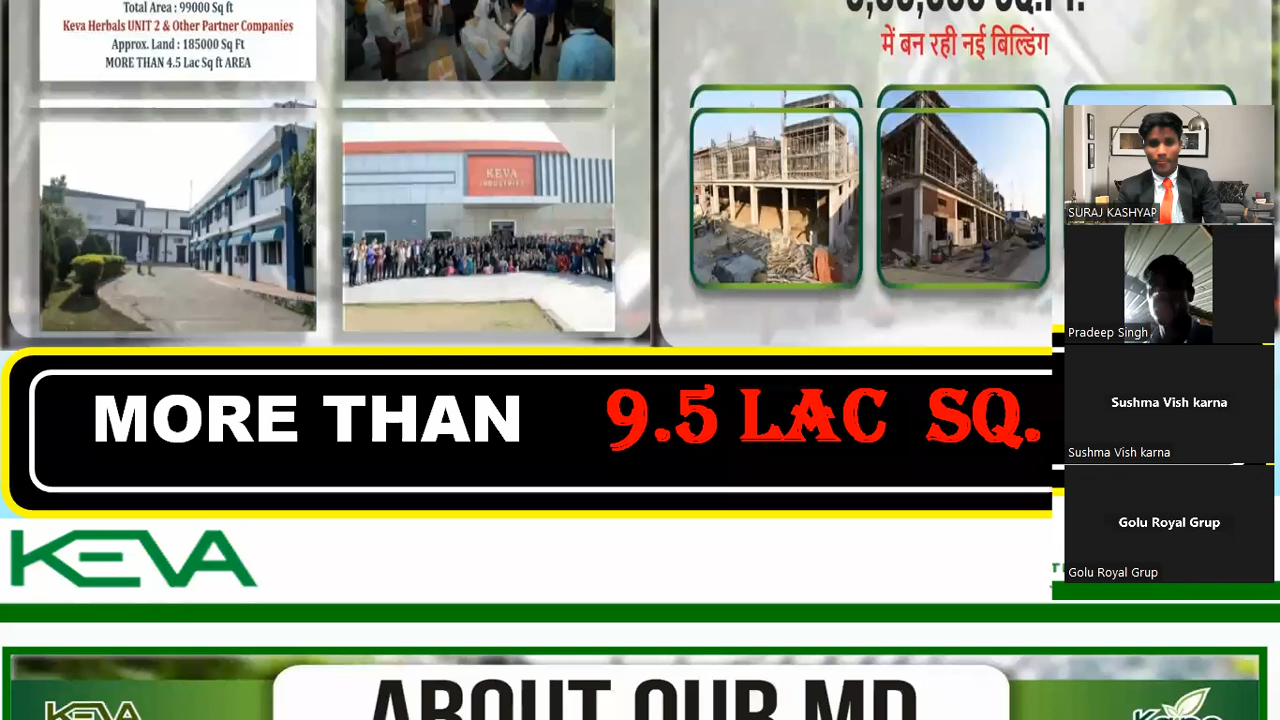 Total Area : 99000 Sq ft
Keva Herbals UNIT 2 & Other Partner Companies
Approx. Land : 185000 Sq Ft
MORE THAN 4.5 Lac Sq ft AREA
में बन रही नई बिल्डिंग
KEVA
INDUSTRIES
SURAJ KASHYAP
Pradeep Singh
MORE THAN 9.5 LAC SQ.
Sushma Vish karna
Sushma Vish karna
Golu Royal Grup
Golu Royal Grup
KEVA
ABOUT OUR MD
KEVA